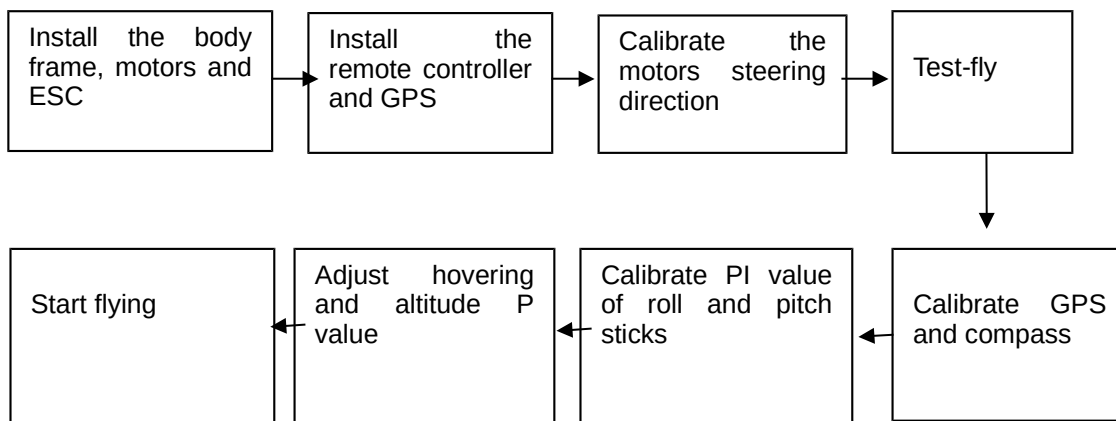 Install the body
frame, motors and
ESC
Install the
remote controller
and GPS
Calibrate the
motors steering
direction
Test-fly
Calibrate GPS
and compass
Calibrate PI value
of roll and pitch
sticks
Adjust hovering
and altitude P
value
Start flying